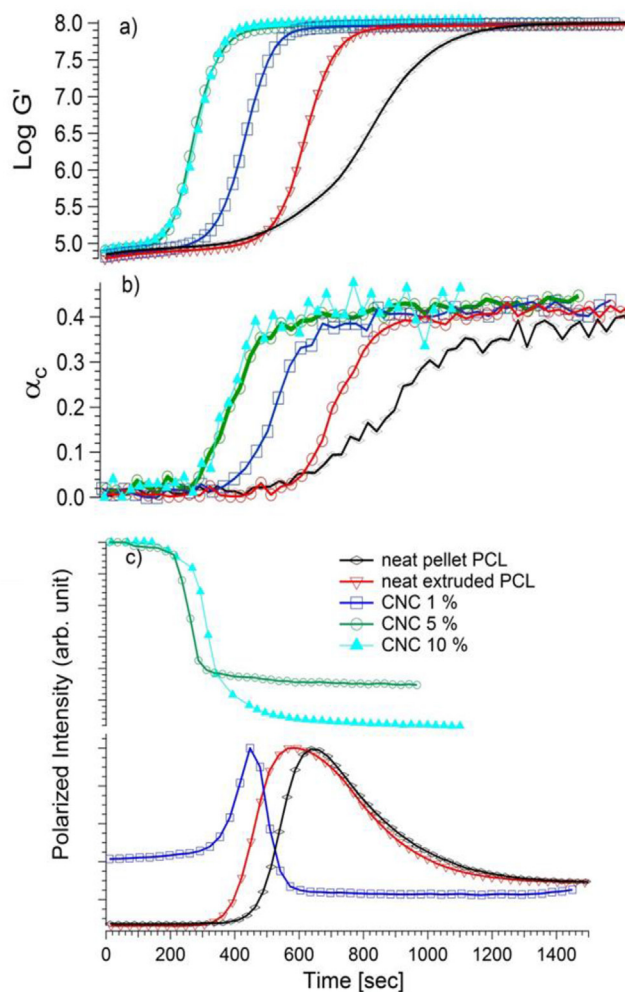 a)
8.0
7.5
7.0
6.5
6.0
5.5
5.0
Log G'
b)
0.4
0.3
0.2
0.1
0.0
αc
c)
neat pellet PCL
neat extruded PCL
CNC 1 %
CNC 5 %
CNC 10 %
Polarized Intensity (arb. unit)
0 200 400 600 800 1000 1200 1400
Time [sec]